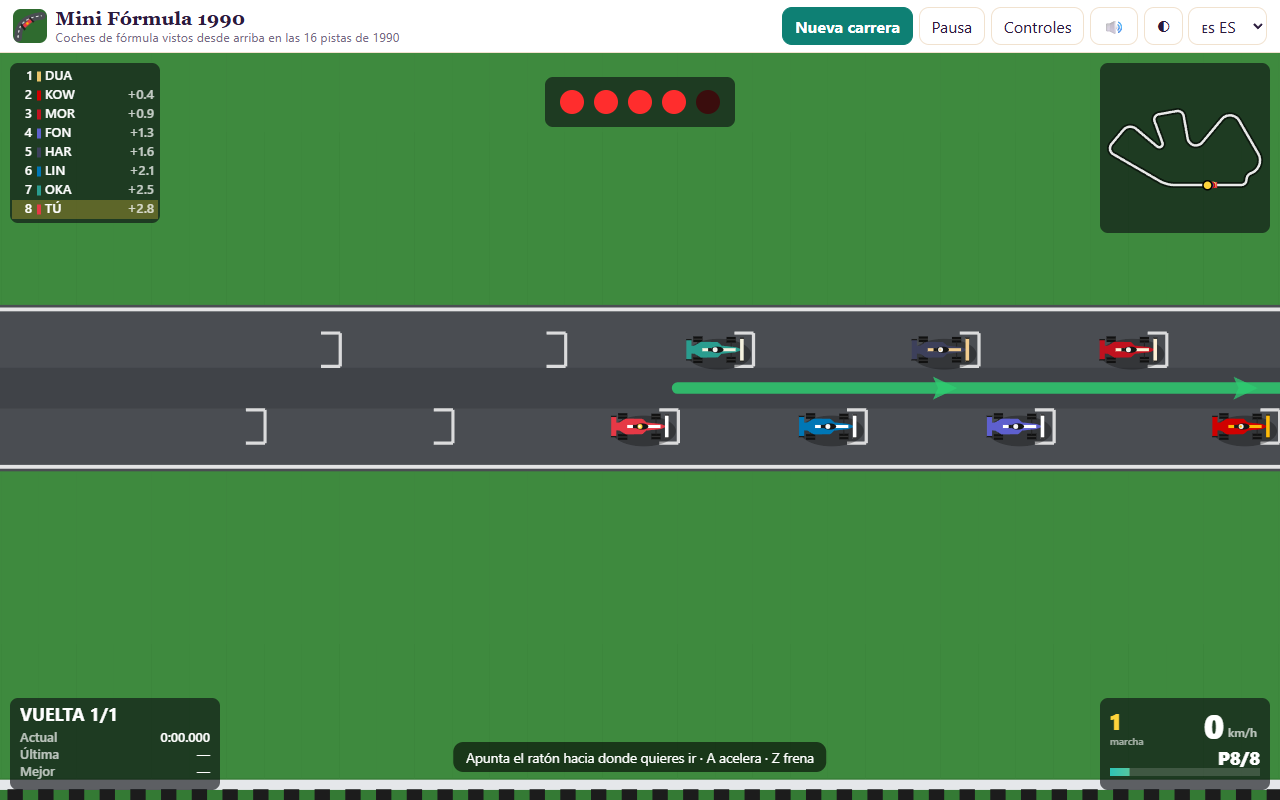 Mini Fórmula 1990
Coches de fórmula vistos desde arriba en las 16 pistas de 1990
Nueva carrera
Pausa
Controles
ES ES
1 DUA
2 KOW +0.4
3 MOR +0.9
4 FON +1.3
5 HAR +1.6
6 LIN +2.1
7 OKA +2.5
8 TÚ +2.8
VUELTA 1/1
Actual 0:00.000
Última —
Mejor —
Apunta el ratón hacia donde quieres ir · A acelera · Z frena
1 0 km/h
marcha
P8/8